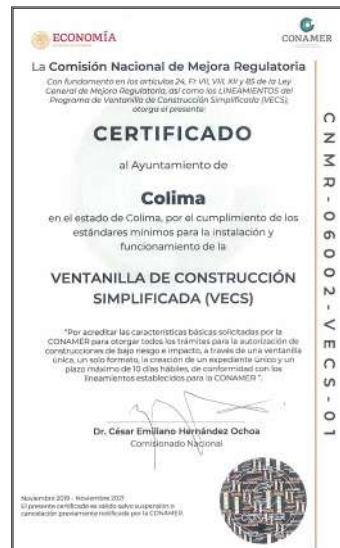 ECONOMÍA
CONAMER
La Comisión Nacional de Mejora Regulatoria
Con fundamento en los artículos 24, Fr VII, VIII, XII y 85 de la Ley
General de Mejora Regulatoria, así como los LINEAMIENTOS del
Programa de Ventanilla de Construcción Simplificada (VECS),
otorga el presente:
CERTIFICADO
al Ayuntamiento de
Colima
en el estado de Colima, por el cumplimiento de los
estándares mínimos para la instalación y
funcionamiento de la
VENTANILLA DE CONSTRUCCIÓN
SIMPLIFICADA (VECS)
"Por acreditar las características básicas solicitadas por la
CONAMER para otorgar todos los trámites para la autorización de
construcciones de bajo riesgo e impacto, a través de una ventanilla
única, un solo formato, la creación de un expediente único y un
plazo máximo de 10 días hábiles, de conformidad con los
lineamientos establecidos para la CONAMER ".
Dr. César Emiliano Hernández Ochoa
Comisionado Nacional
Noviembre 2019 - Noviembre 2021
El presente certificado es válido salvo suspensión o
cancelación previamente notificada por la CONAMER.
CNMR-06002-VECS-01